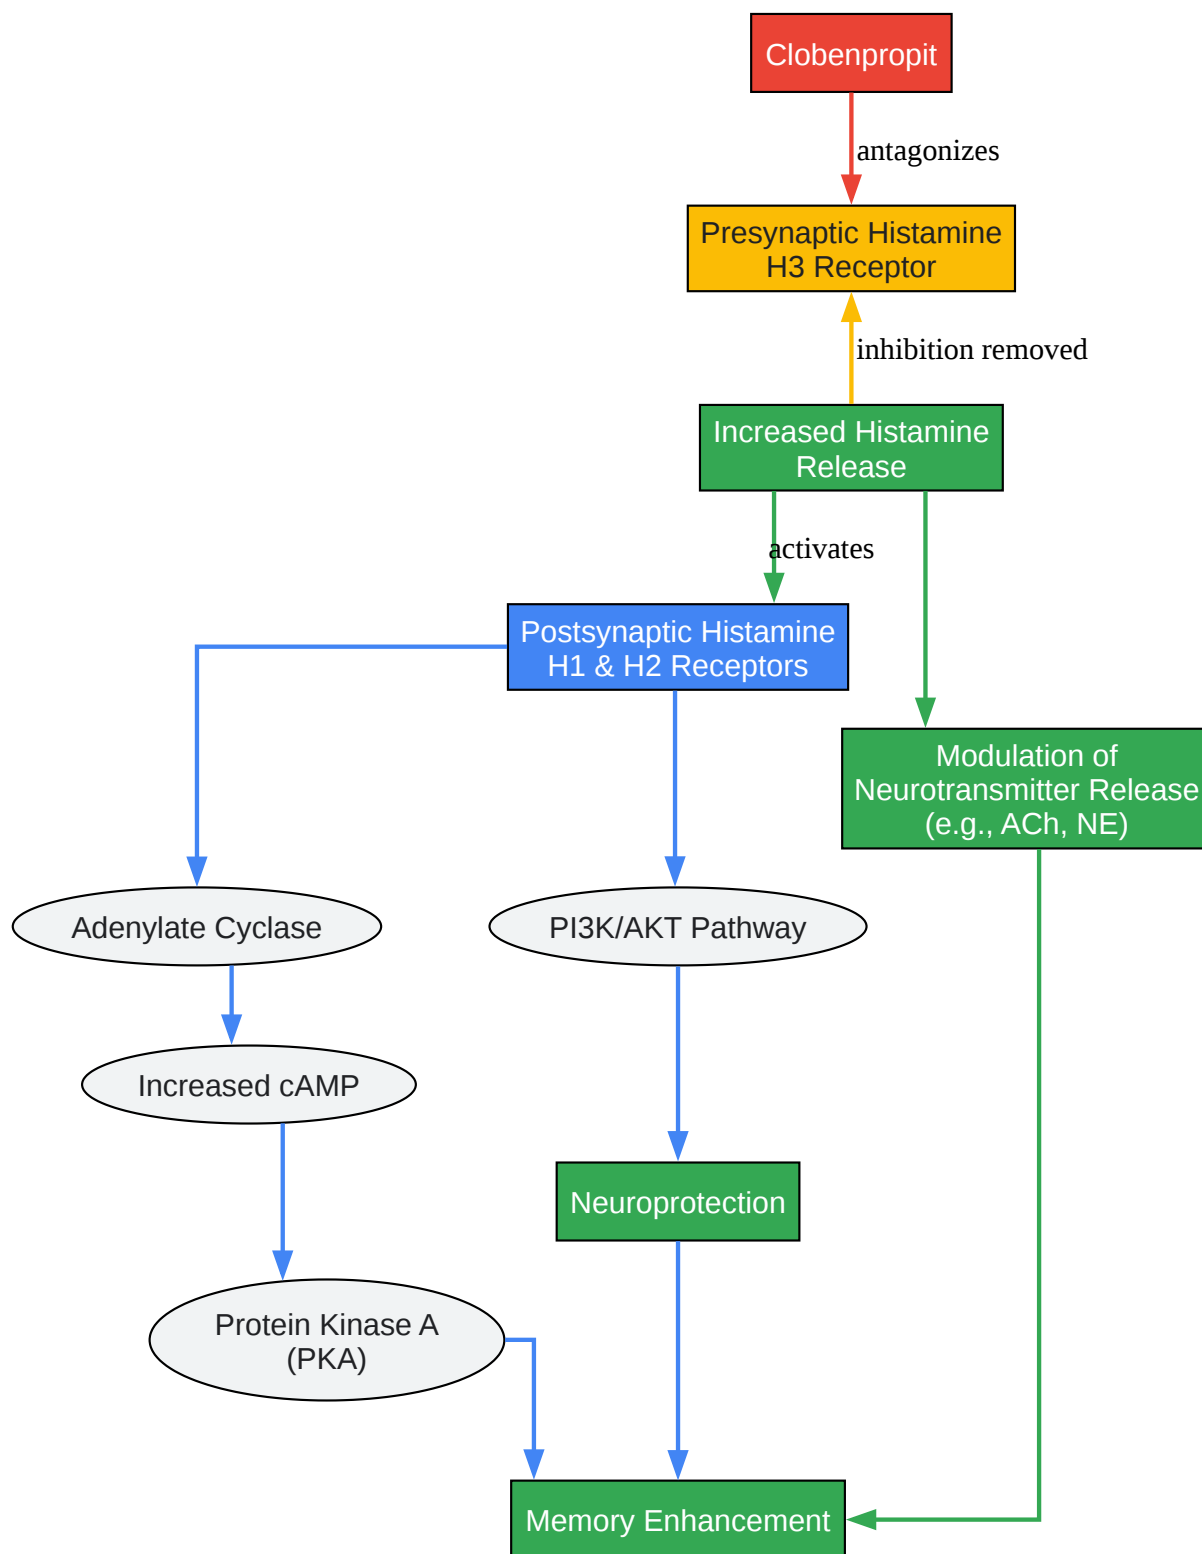 Clobenpropit
antagonizes
Presynaptic Histamine
H3 Receptor
inhibition removed
Increased Histamine
Release
activates
Postsynaptic Histamine
H1 & H2 Receptors
Modulation of
Neurotransmitter Release
(e.g., ACh, NE)
Adenylate Cyclase
PI3K/AKT Pathway
Increased cAMP
Neuroprotection
Protein Kinase A
(PKA)
Memory Enhancement